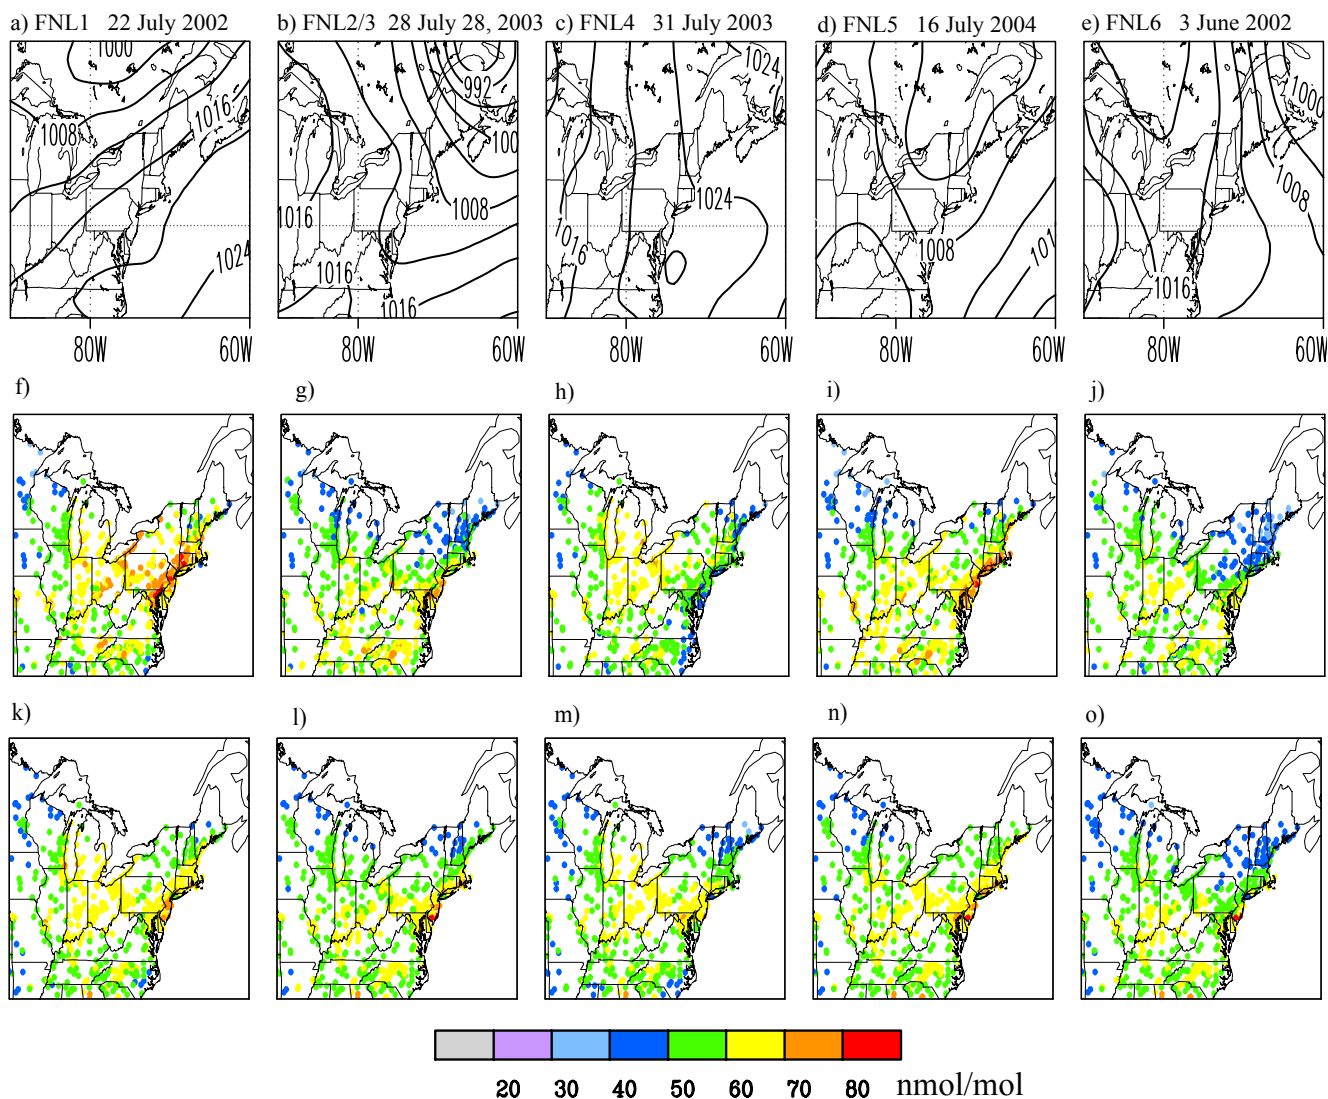 a) FNL1 22 July 2002
b) FNL2/3 28 July 28, 2003
c) FNL4 31 July 2003
d) FNL5 16 July 2004
e) FNL6 3 June 2002
1000
1008
1016
1024
992
100
1008
1016
1016
1016
1024
1024
1016
1008
101
1000
1008
1016
80W 60W
80W 60W
80W 60W
80W 60W
80W 60W
f) g) h) i) j)
k) l) m) n) o)
20 30 40 50 60 70 80 nmol/mol